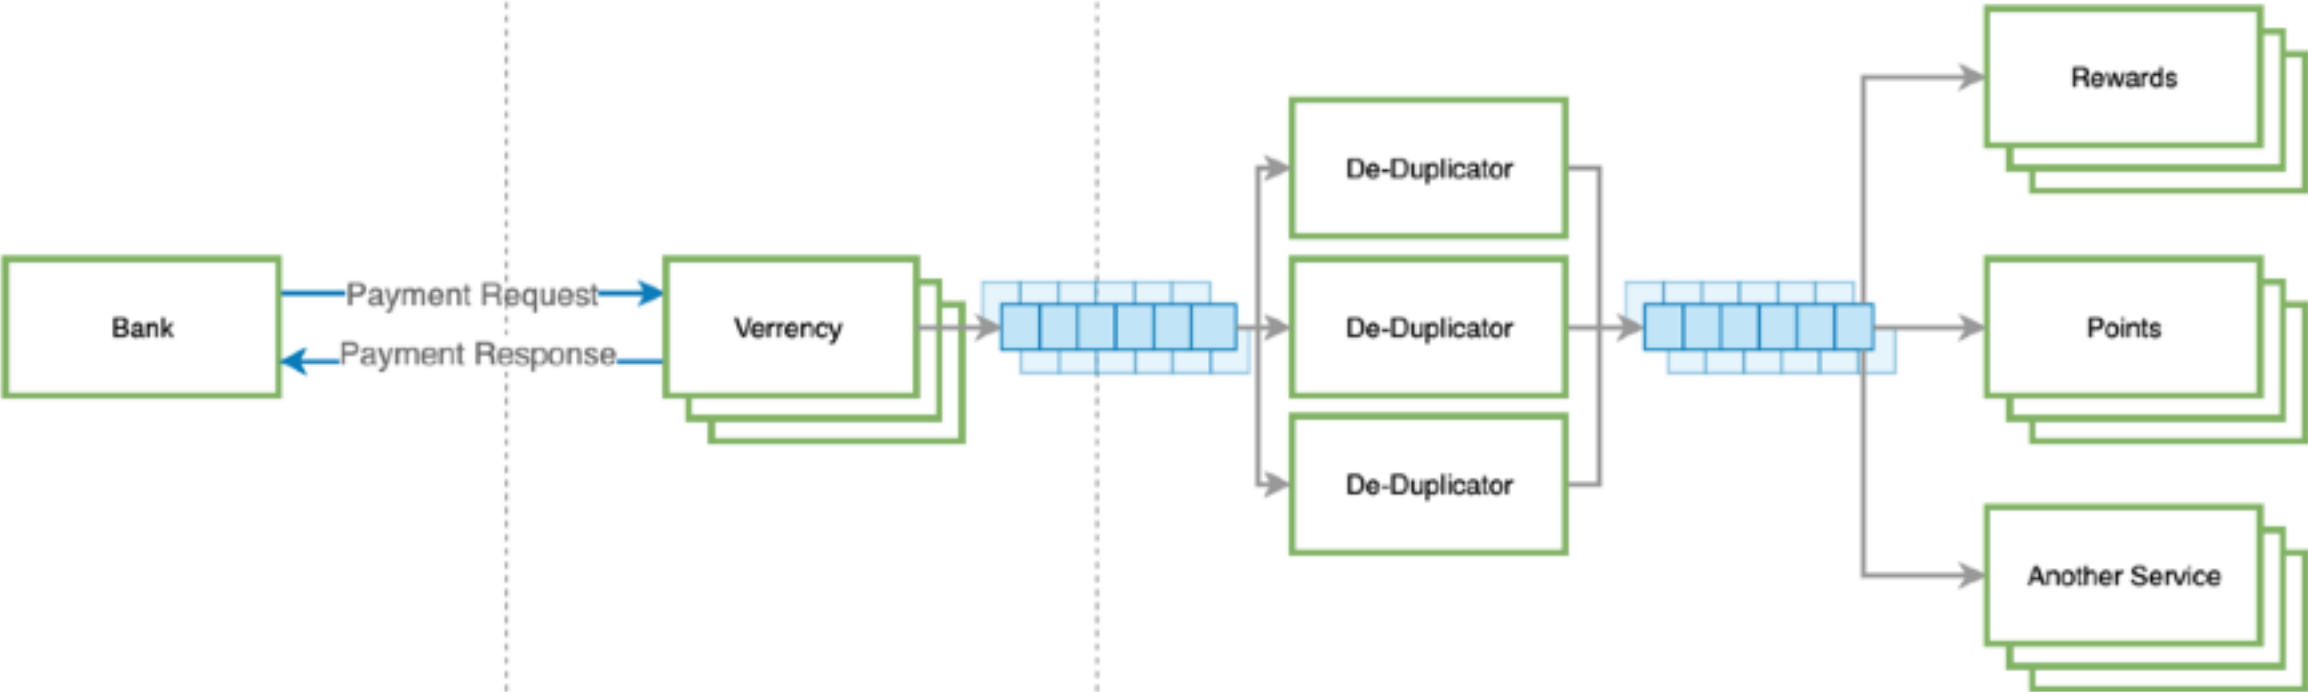 Bank
Payment Request
Payment Response
Verrency
De-Duplicator
De-Duplicator
De-Duplicator
Rewards
Points
Another Service